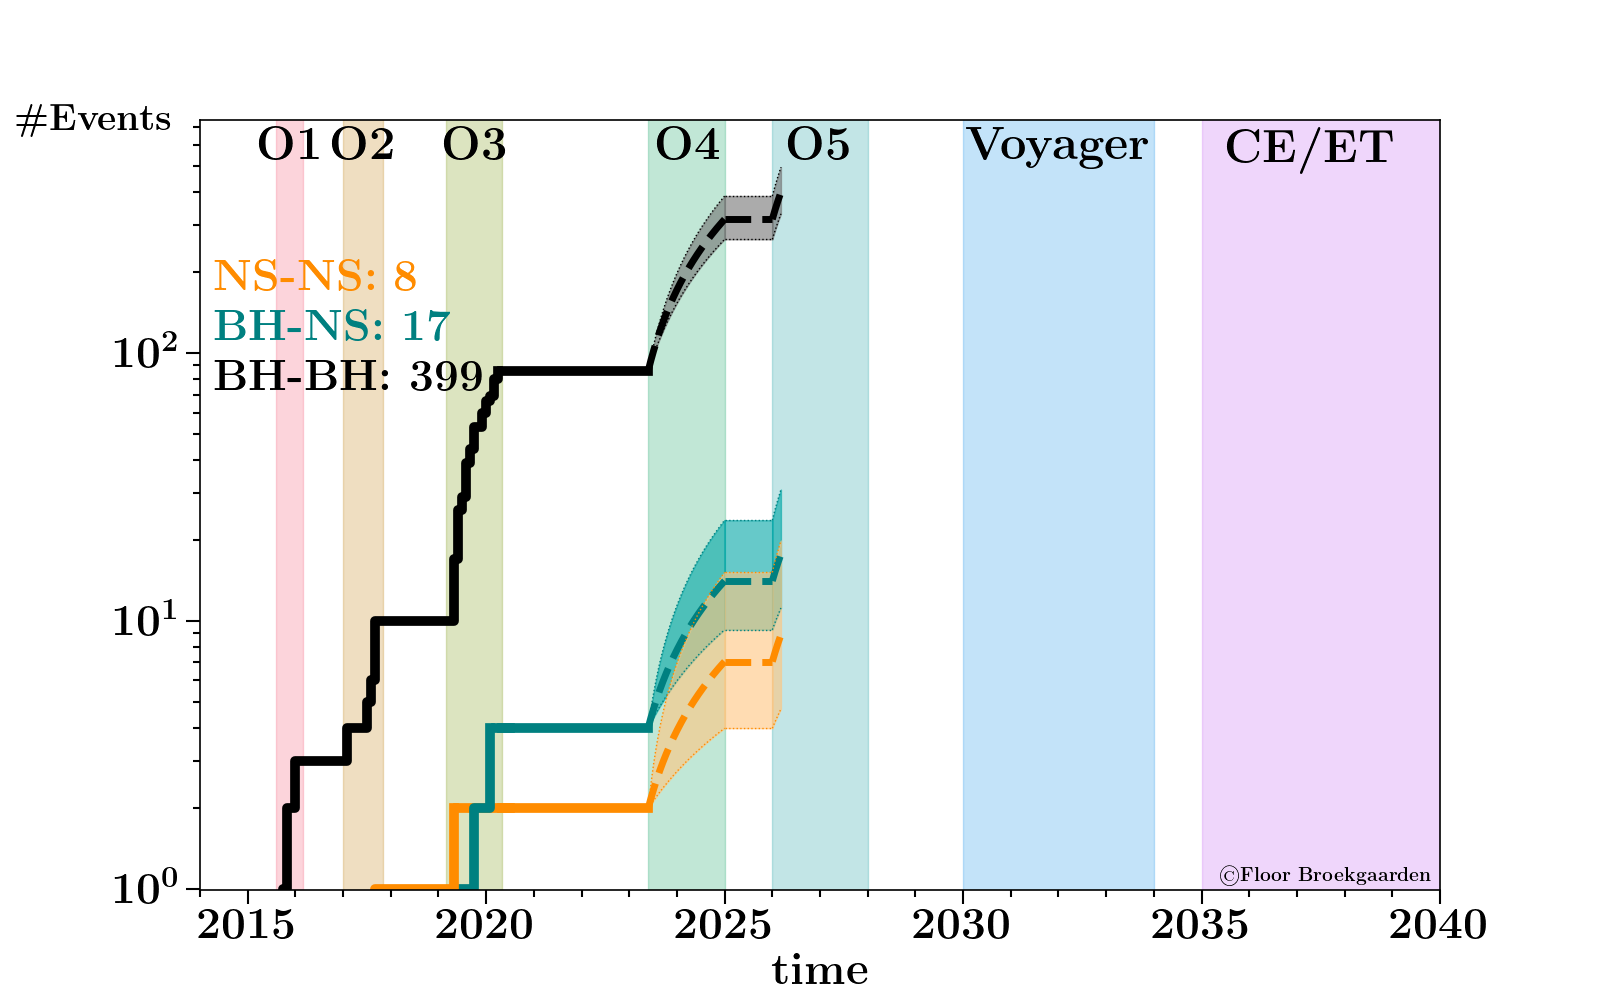 #Events
O1 O2 O3 O4 O5 Voyager CE/ET
NS-NS: 8
BH-NS: 17
BH-BH: 399
10²
10¹
10⁰
©Floor Broekgaarden
2015 2020 2025 2030 2035 2040
time